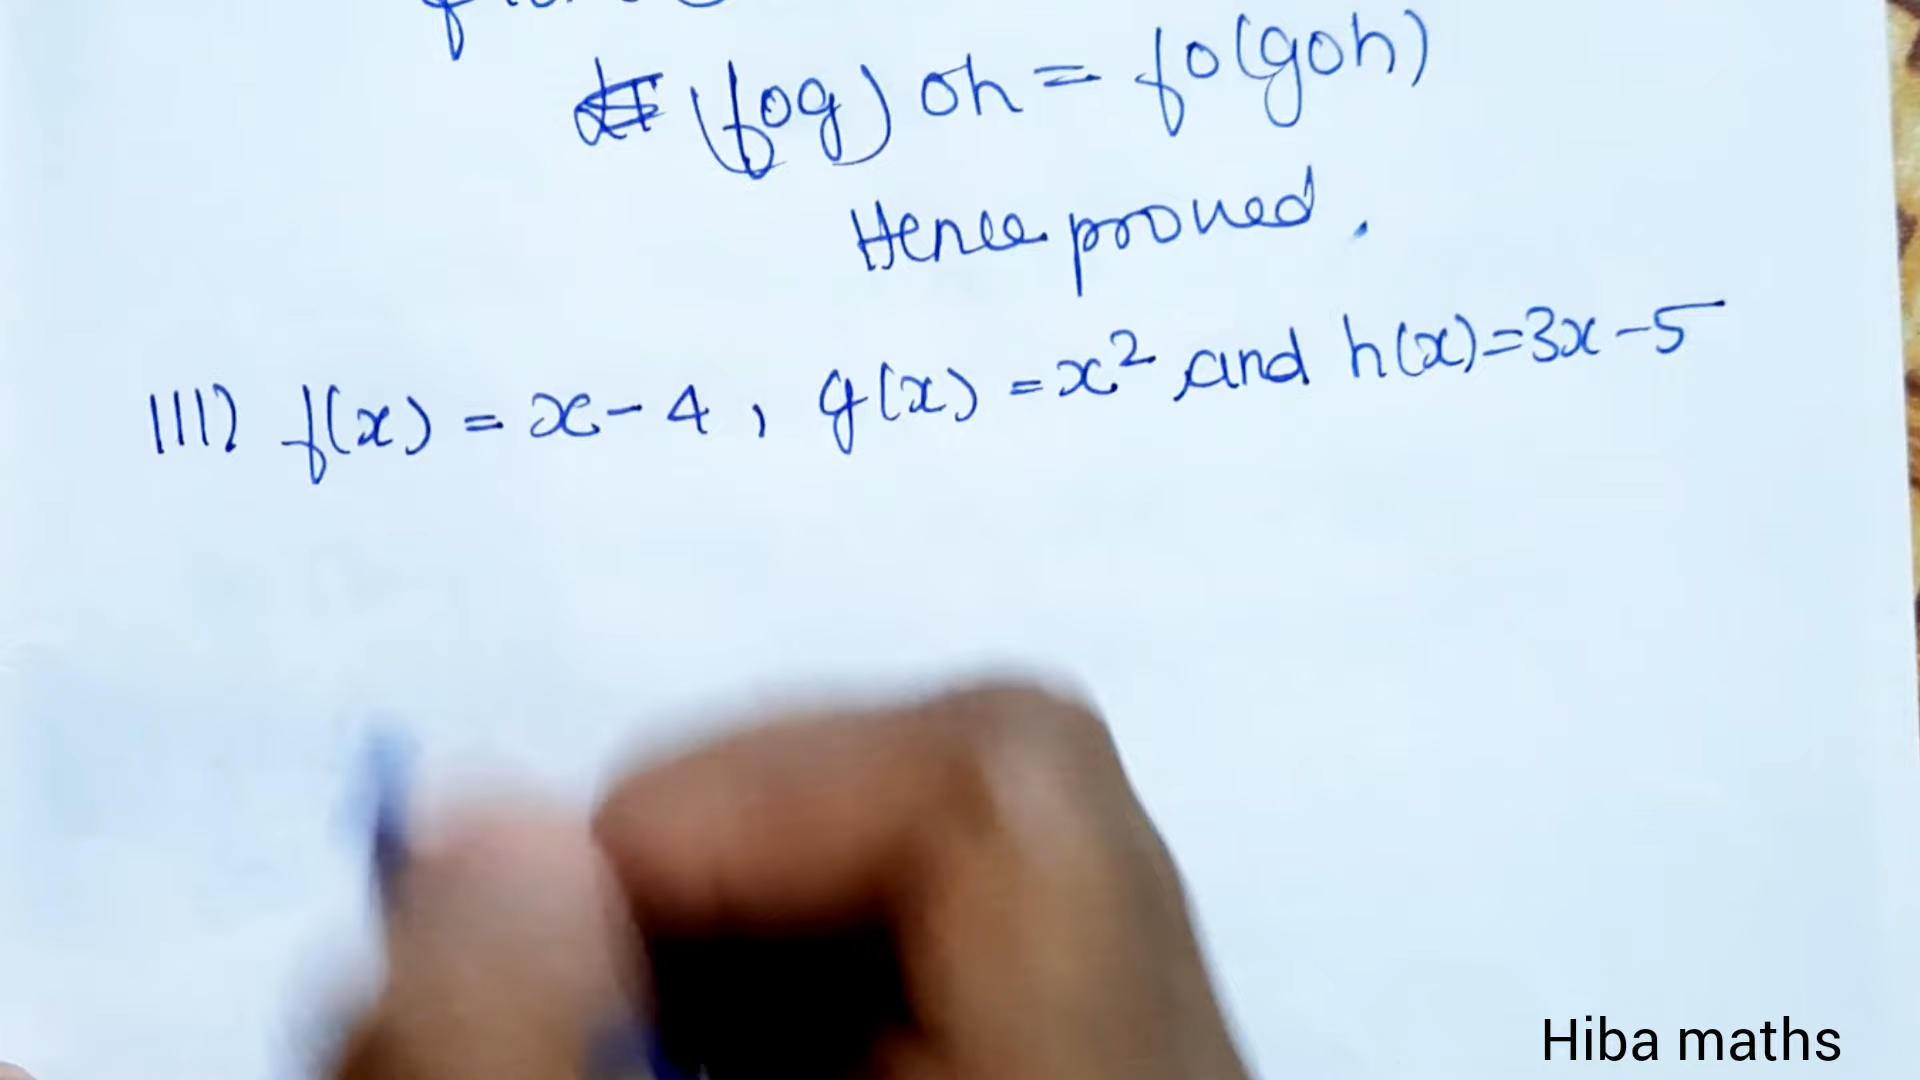 (fog) oh = fo(goh)
Hence proved.
iii) f(x) = x - 4, g(x) = x² and h(x) = 3x - 5
Hiba maths